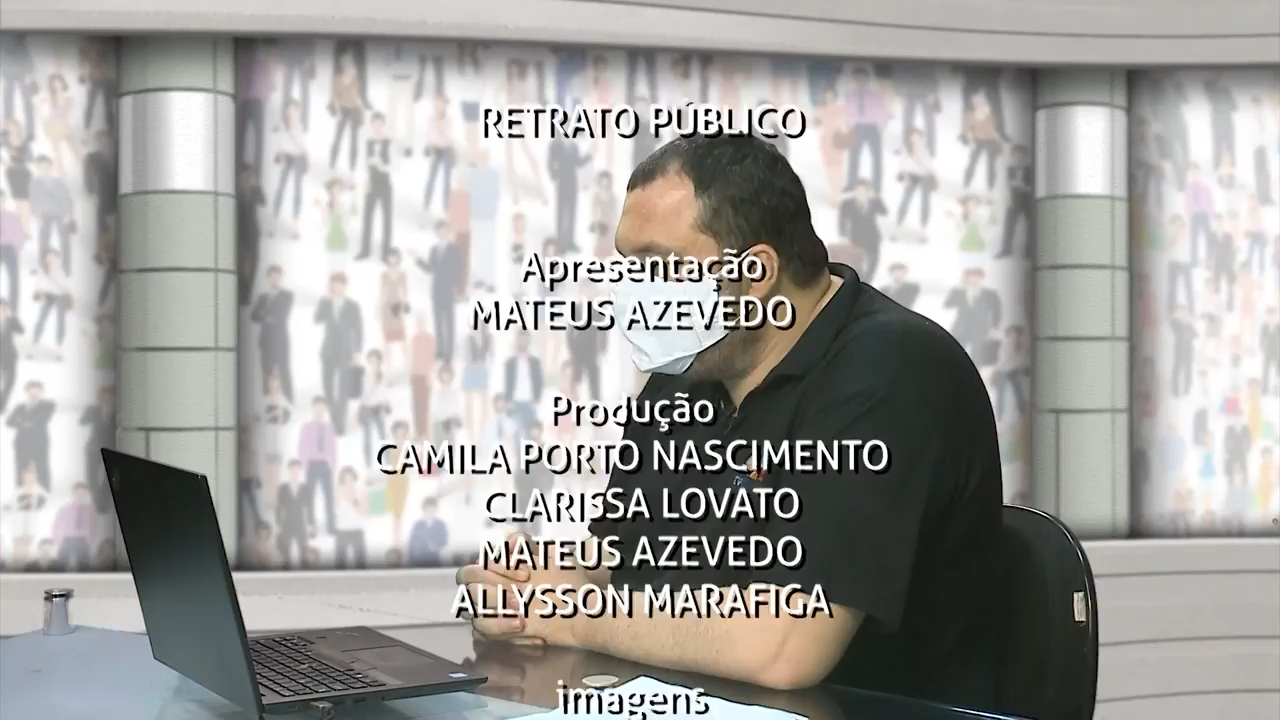 RETRATO PÚBLICO
Apresentação
MATEUS AZEVEDO
Produção
CAMILA PORTO NASCIMENTO
CLARISSA LOVATO
MATEUS AZEVEDO
ALLYSSON MARAFIGA
imagens